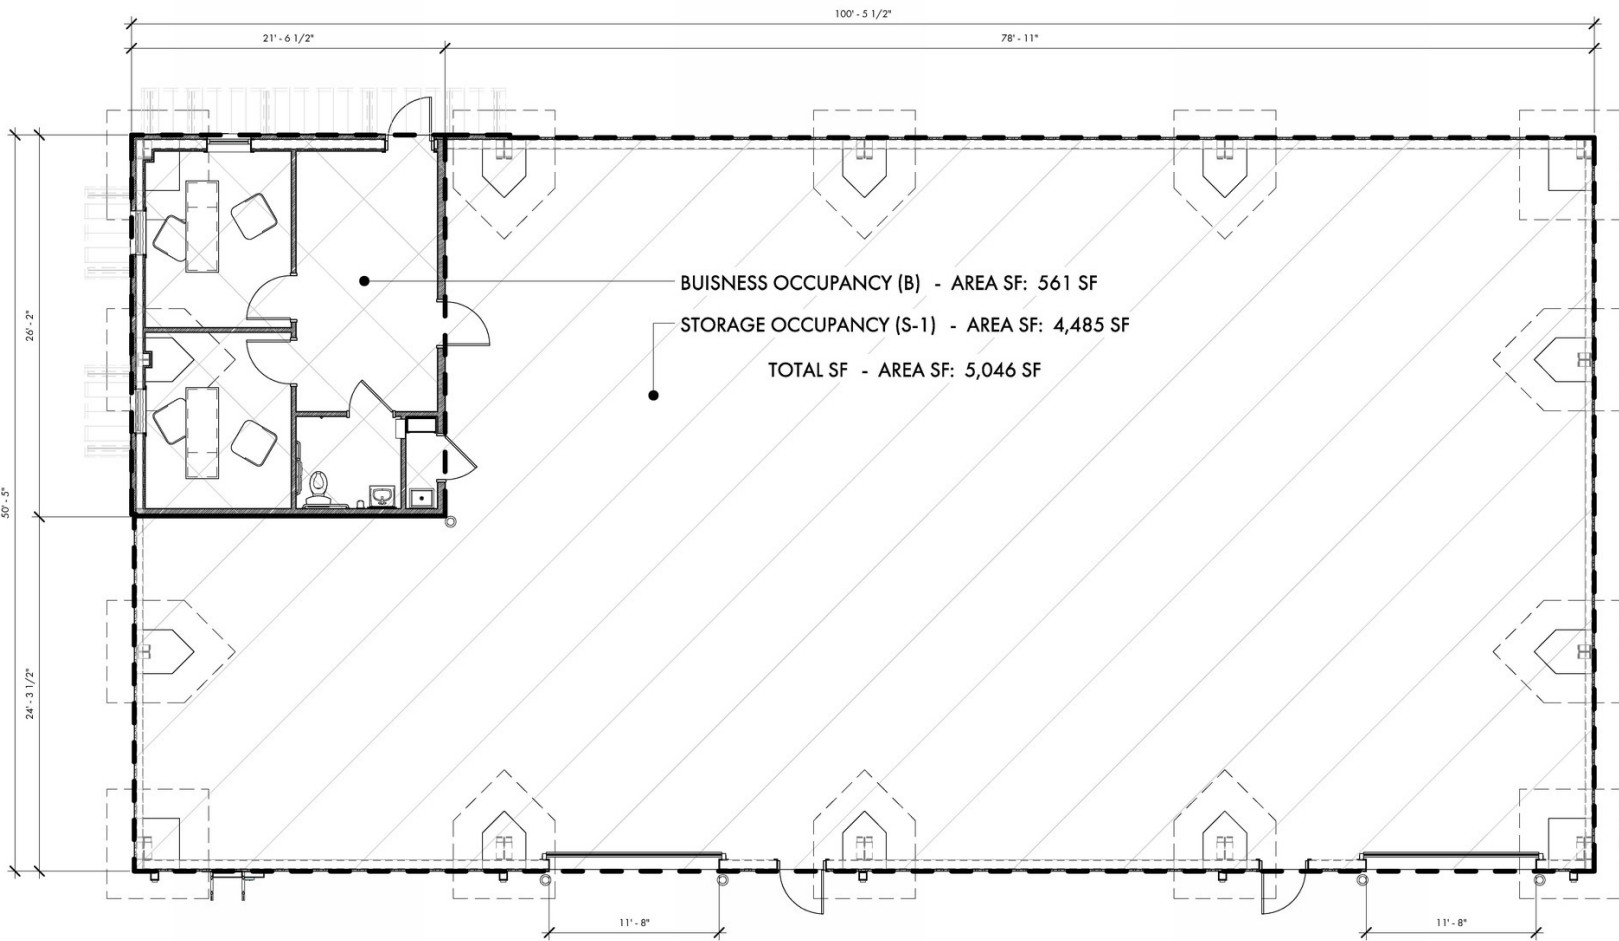 100' - 5 1/2"
21' - 6 1/2"
78' - 11"
BUISNESS OCCUPANCY (B) - AREA SF: 561 SF
STORAGE OCCUPANCY (S-1) - AREA SF: 4,485 SF
TOTAL SF - AREA SF: 5,046 SF
26' - 2"
50' - 5"
24' - 3 1/2"
11' - 8"
11' - 8"